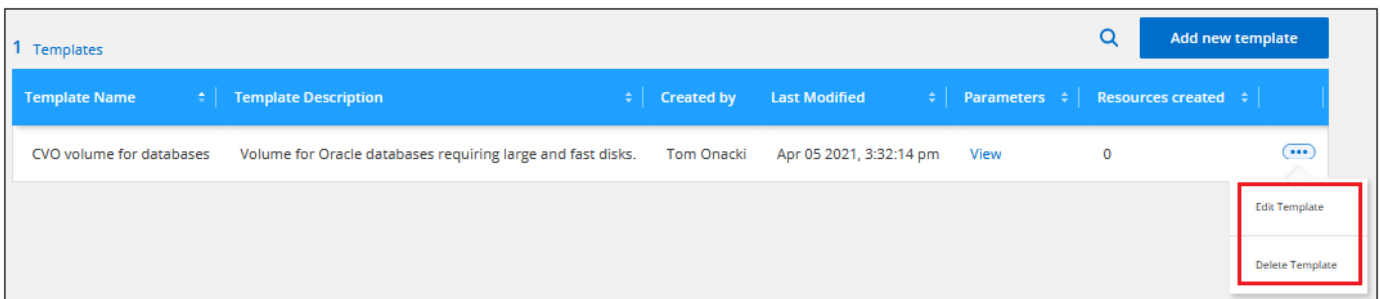 1 Templates
Add new template
Template Name Template Description Created by Last Modified Parameters Resources created
CVO volume for databases Volume for Oracle databases requiring large and fast disks. Tom Onacki Apr 05 2021, 3:32:14 pm View 0
Edit Template
Delete Template